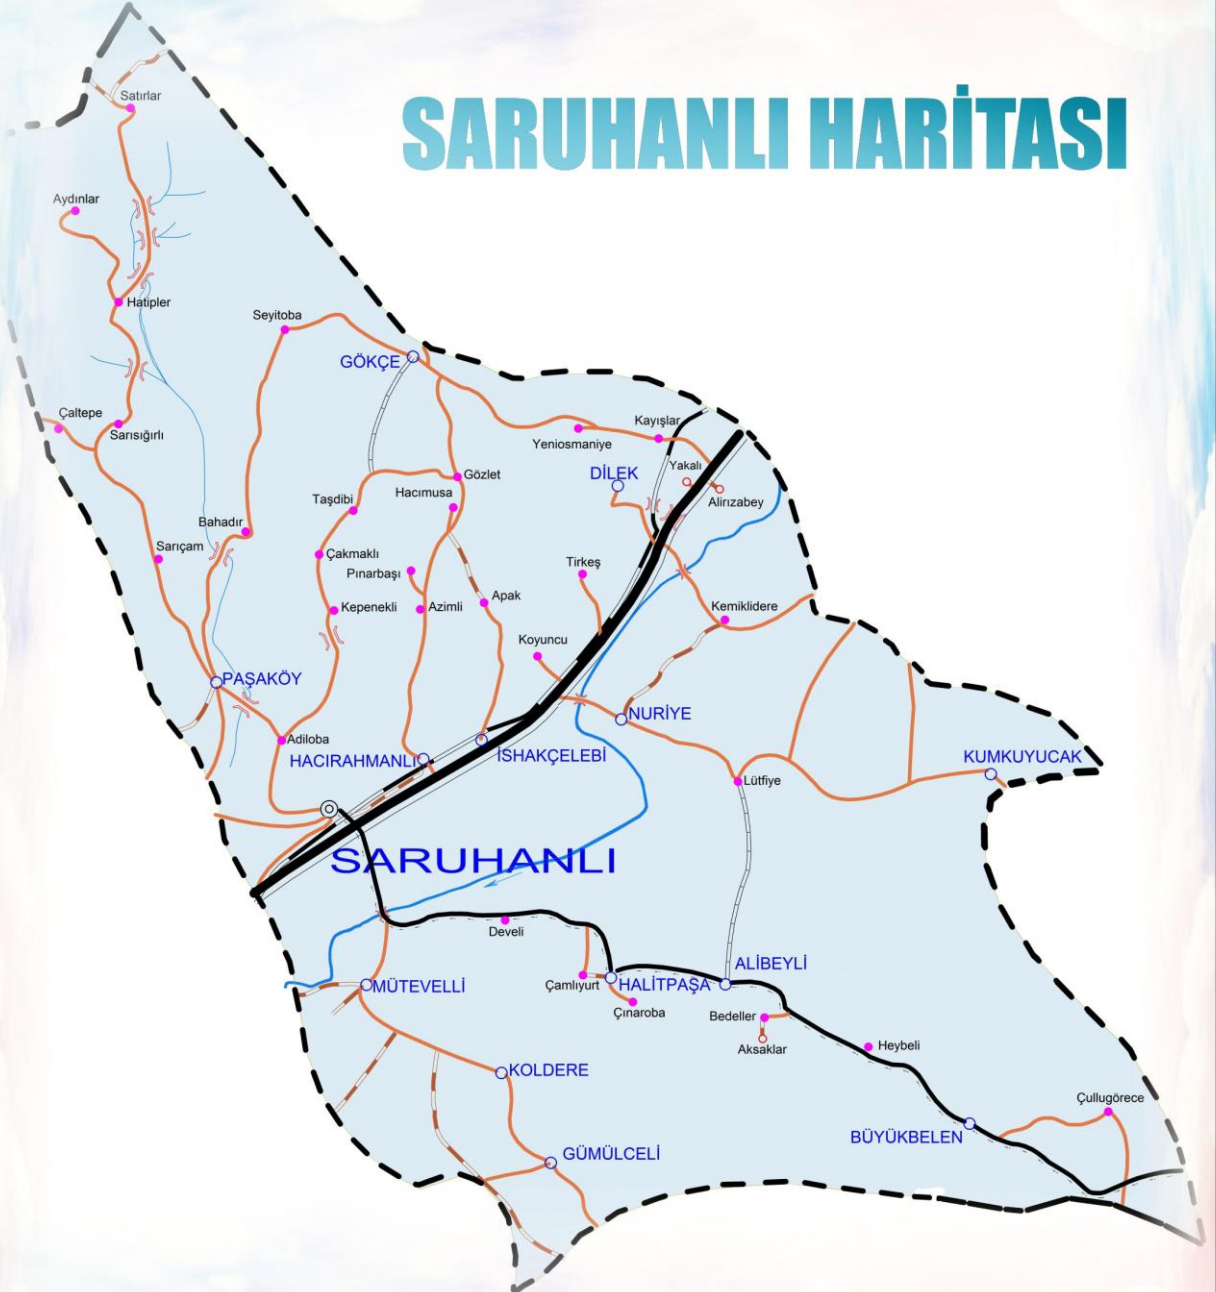 SARUHANLI HARİTASI
Satırlar
Aydınlar
Hatipler
Seyitoba
GÖKÇE
Çaltepe
Sarısığırlı
Kayışlar
Yeniosmaniye
Yakalı
DİLEK
Gözlet
Hacımusa
Taşdibi
Alirızabey
Bahadır
Sarıçam
Çakmaklı
Pınarbaşı
Tirkeş
Apak
Kepenekli
Azimli
Kemiklidere
Koyuncu
PAŞAKÖY
NURİYE
Adiloba
HACIRAHMANLI
İSHAKÇELEBİ
KUMKUYUCAK
Lütfiye
SARUHANLI
Develi
ALİBEYLİ
MÜTEVELLİ
Çamlıyurt
HALİTPAŞA
Çınaroba
Bedeller
Aksaklar
Heybeli
KOLDERE
Çullugörece
BÜYÜKBELEN
GÜMÜLCELİ